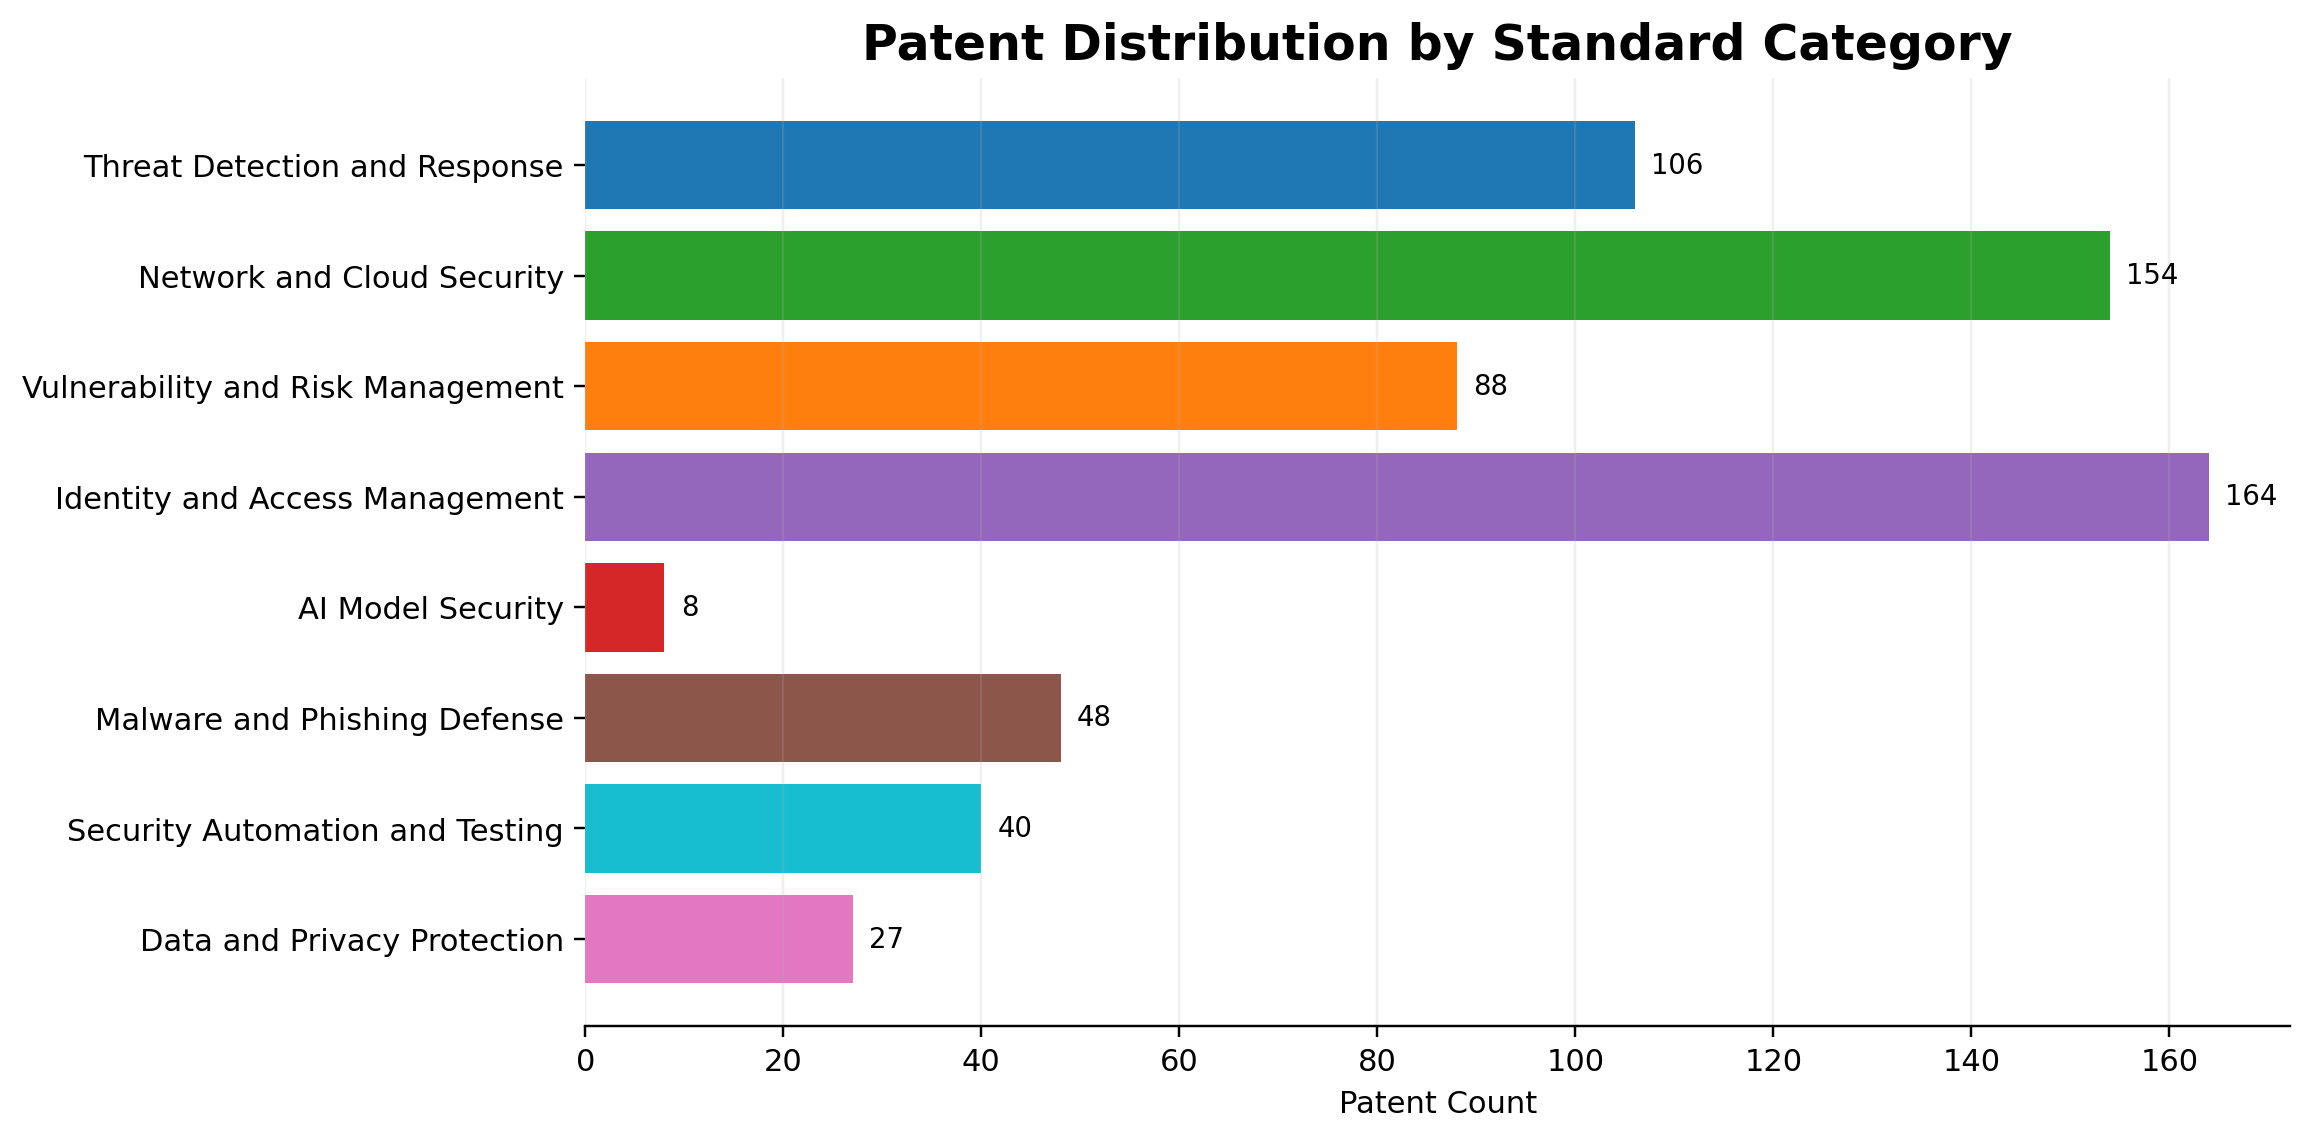 Patent Distribution by Standard Category
Threat Detection and Response 106
Network and Cloud Security 154
Vulnerability and Risk Management 88
Identity and Access Management 164
AI Model Security 8
Malware and Phishing Defense 48
Security Automation and Testing 40
Data and Privacy Protection 27
0 20 40 60 80 100 120 140 160
Patent Count